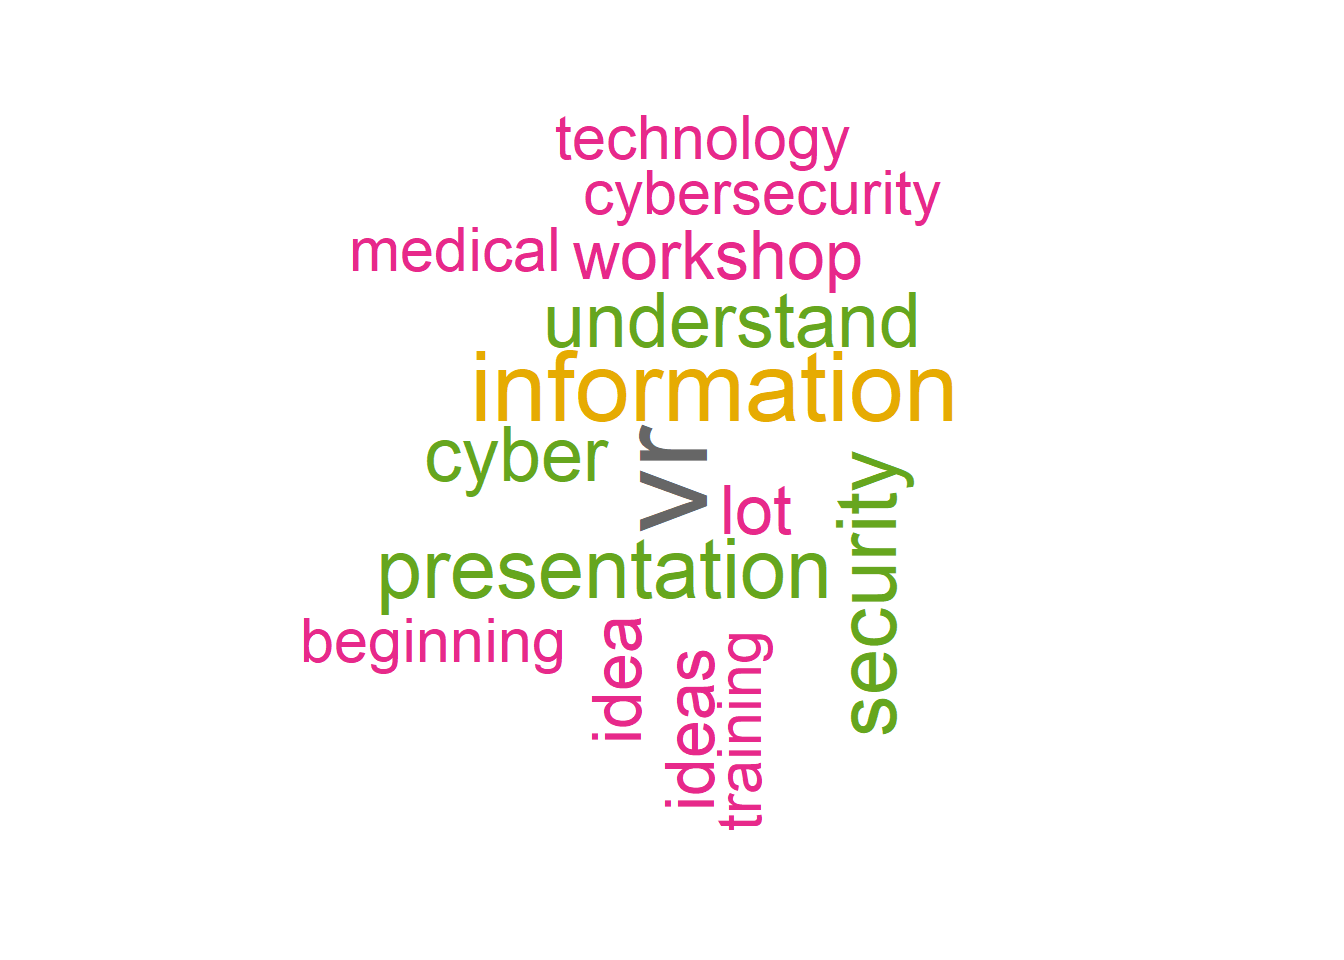 technology
cybersecurity
medical workshop
understand
information
cyber
vr
lot
security
presentation
beginning
idea
ideas
training